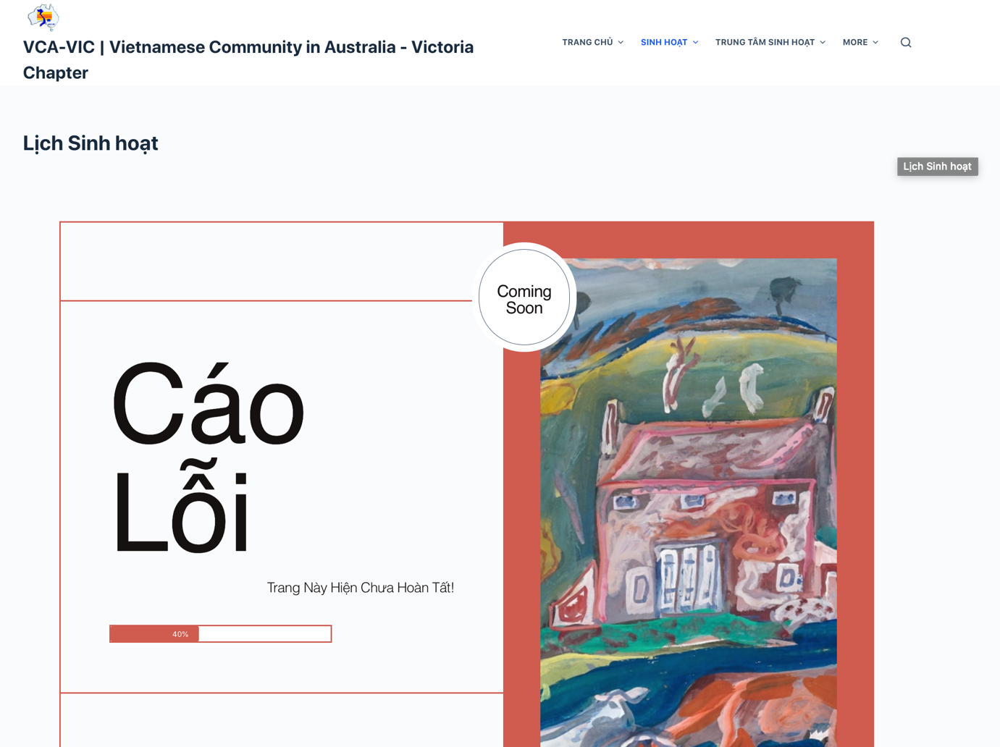 VCA-VIC | Vietnamese Community in Australia - Victoria
Chapter
TRANG CHỦ
SINH HOẠT
TRUNG TÂM SINH HOẠT
MORE
Lịch Sinh hoạt
Lịch Sinh hoạt
Coming
Soon
Cáo
Lỗi
Trang Này Hiện Chưa Hoàn Tất!
40%